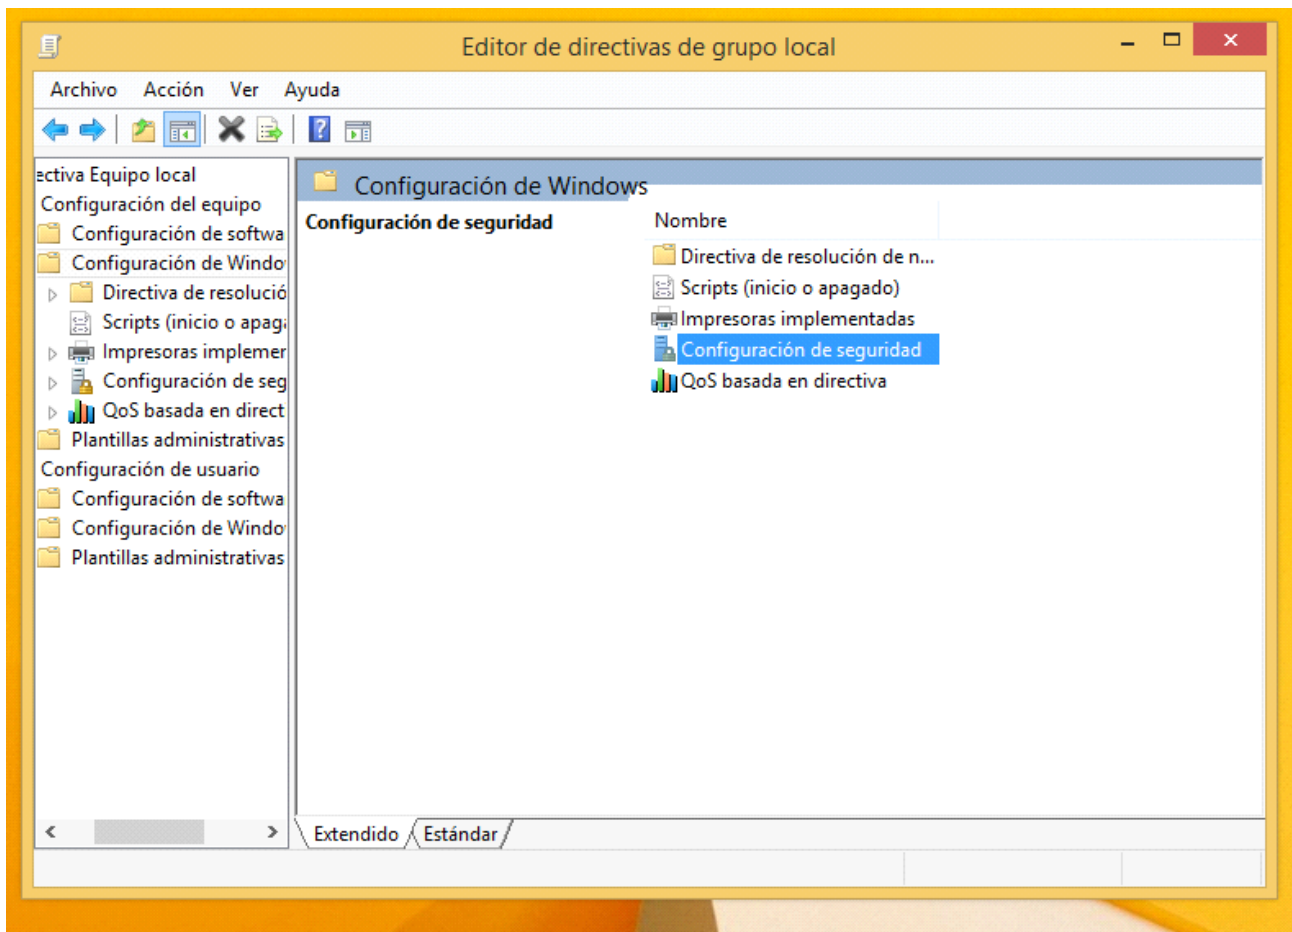 Editor de directivas de grupo local
Archivo Acción Ver Ayuda
ectiva Equipo local
Configuración del equipo
Configuración de softwa
Configuración de Windo
Directiva de resolució
Scripts (inicio o apaga
Impresoras implemen
Configuración de seg
QoS basada en direct
Plantillas administrativas
Configuración de usuario
Configuración de softwa
Configuración de Windo
Plantillas administrativas
Configuración de Windows
Configuración de seguridad
Nombre
Directiva de resolución de n...
Scripts (inicio o apagado)
Impresoras implementadas
Configuración de seguridad
QoS basada en directiva
Extendido Estándar